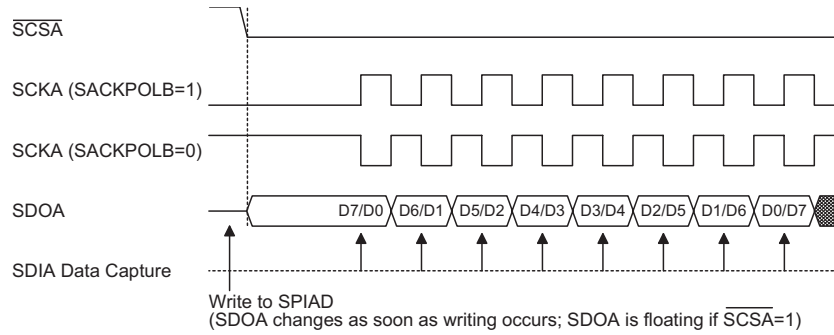 SCSA
SCKA (SACKPOLB=1)
SCKA (SACKPOLB=0)
SDOA D7/D0 D6/D1 D5/D2 D4/D3 D3/D4 D2/D5 D1/D6 D0/D7
SDIA Data Capture
Write to SPIAD
(SDOA changes as soon as writing occurs; SDOA is floating if SCSA=1)